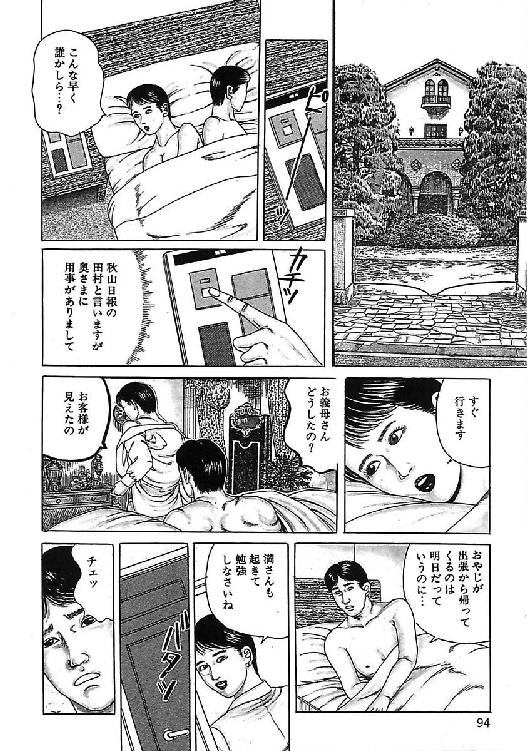 ビーッ
こんな早く
誰かしら…?
カチッ
秋山日報の
田村と言いますが
奥さまに
用事がありまして
すぐ
行きます
お義母さん
どうしたの?
お客様が
見えたの
おやじが
出張から帰って
くるのは
明日だって
いうのに…
満さんも
起きて
勉強
しなさいね
バタッ
チェッ
94